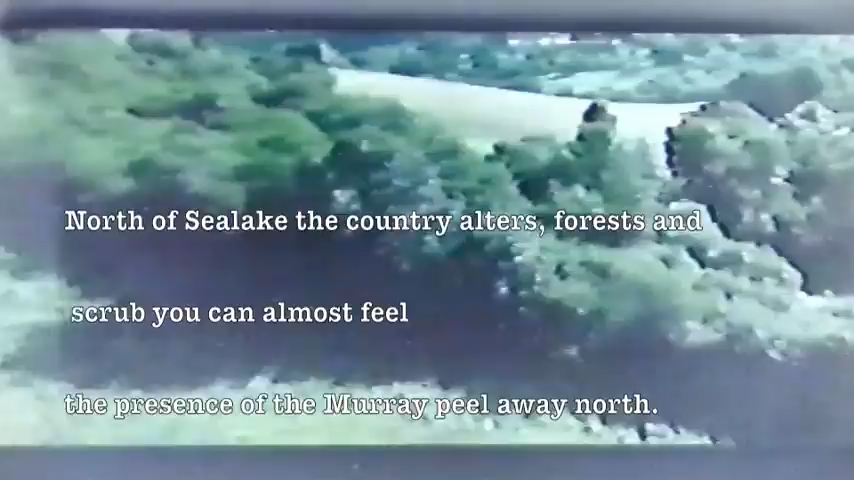 North of Sealake the country alters, forests and
scrub you can almost feel
the presence of the Murray peel away north.